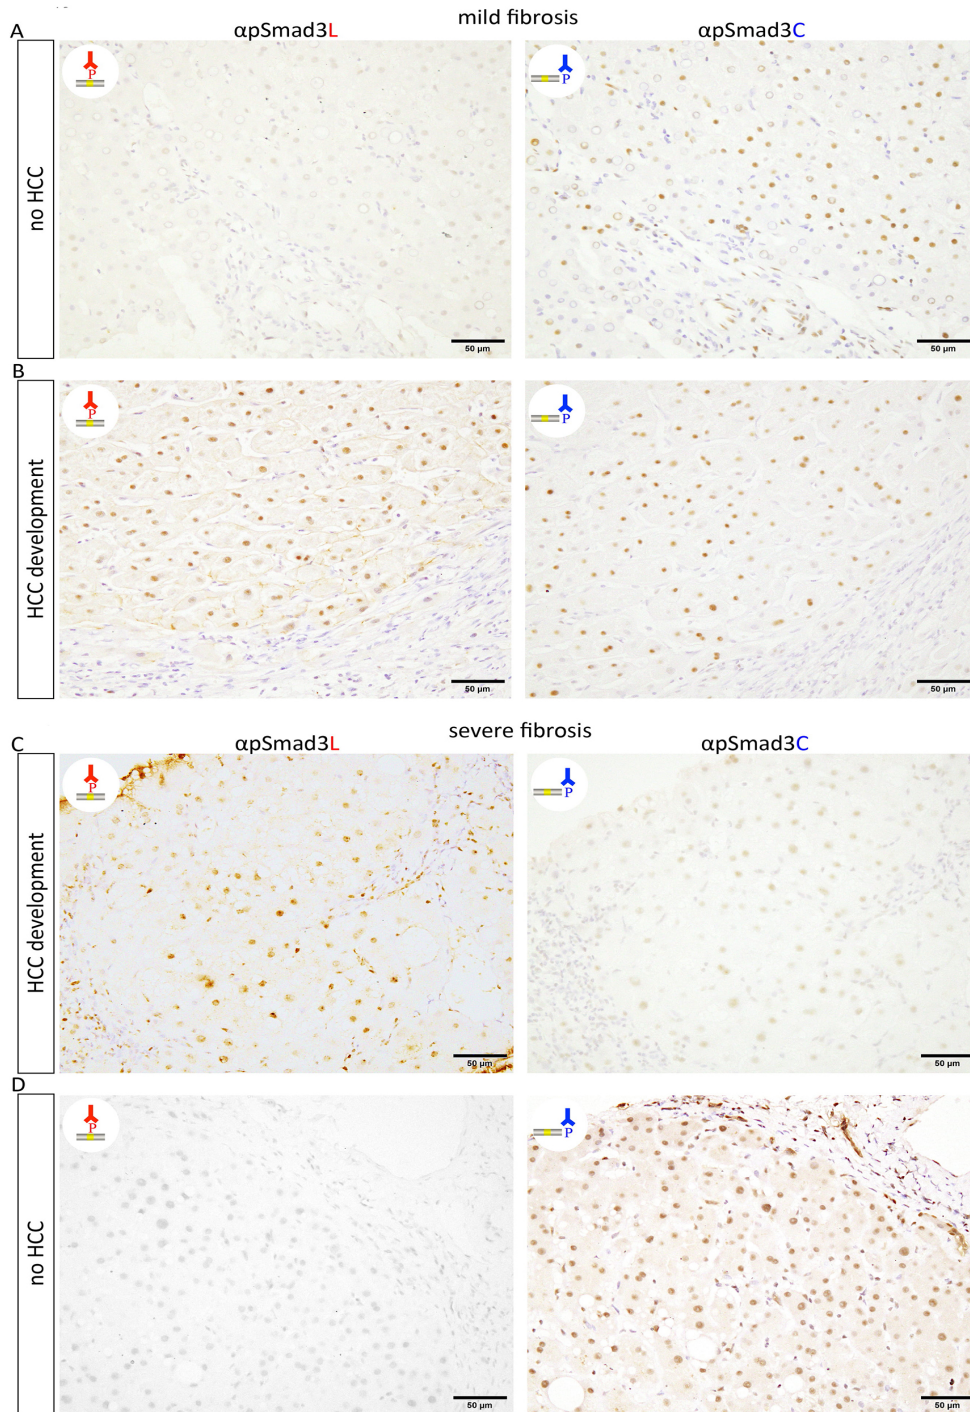 mild fibrosis
A
αpSmad3L
αpSmad3C
no HCC
P
P
50 µm
50 µm
B
HCC development
P
P
50 µm
50 µm
severe fibrosis
C
αpSmad3L
αpSmad3C
HCC development
P
P
50 µm
50 µm
D
no HCC
P
P
50 µm
50 µm